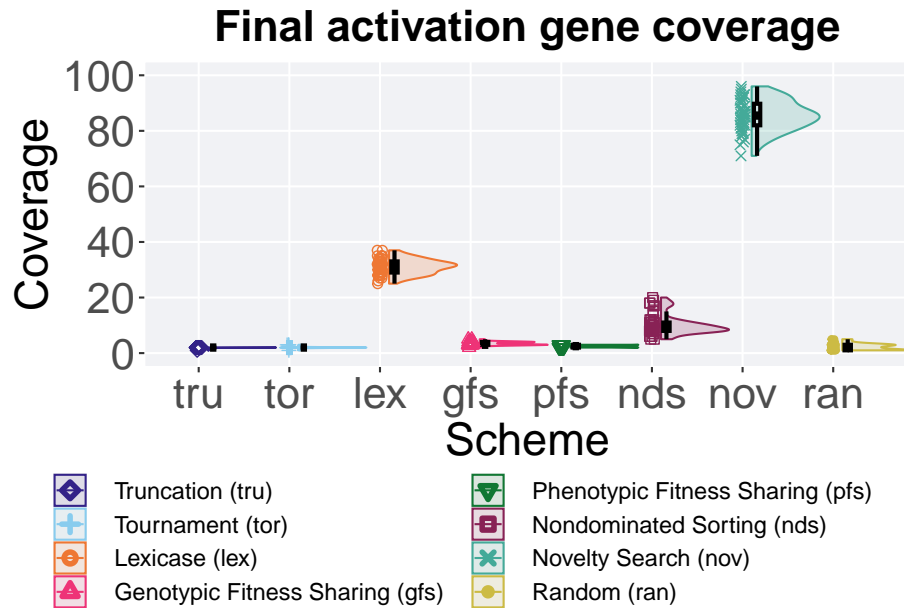 Final activation gene coverage
Coverage
100
80
60
40
20
0
tru tor lex gfs pfs nds nov ran
Scheme
Truncation (tru)
Tournament (tor)
Lexicase (lex)
Genotypic Fitness Sharing (gfs)
Phenotypic Fitness Sharing (pfs)
Nondominated Sorting (nds)
Novelty Search (nov)
Random (ran)